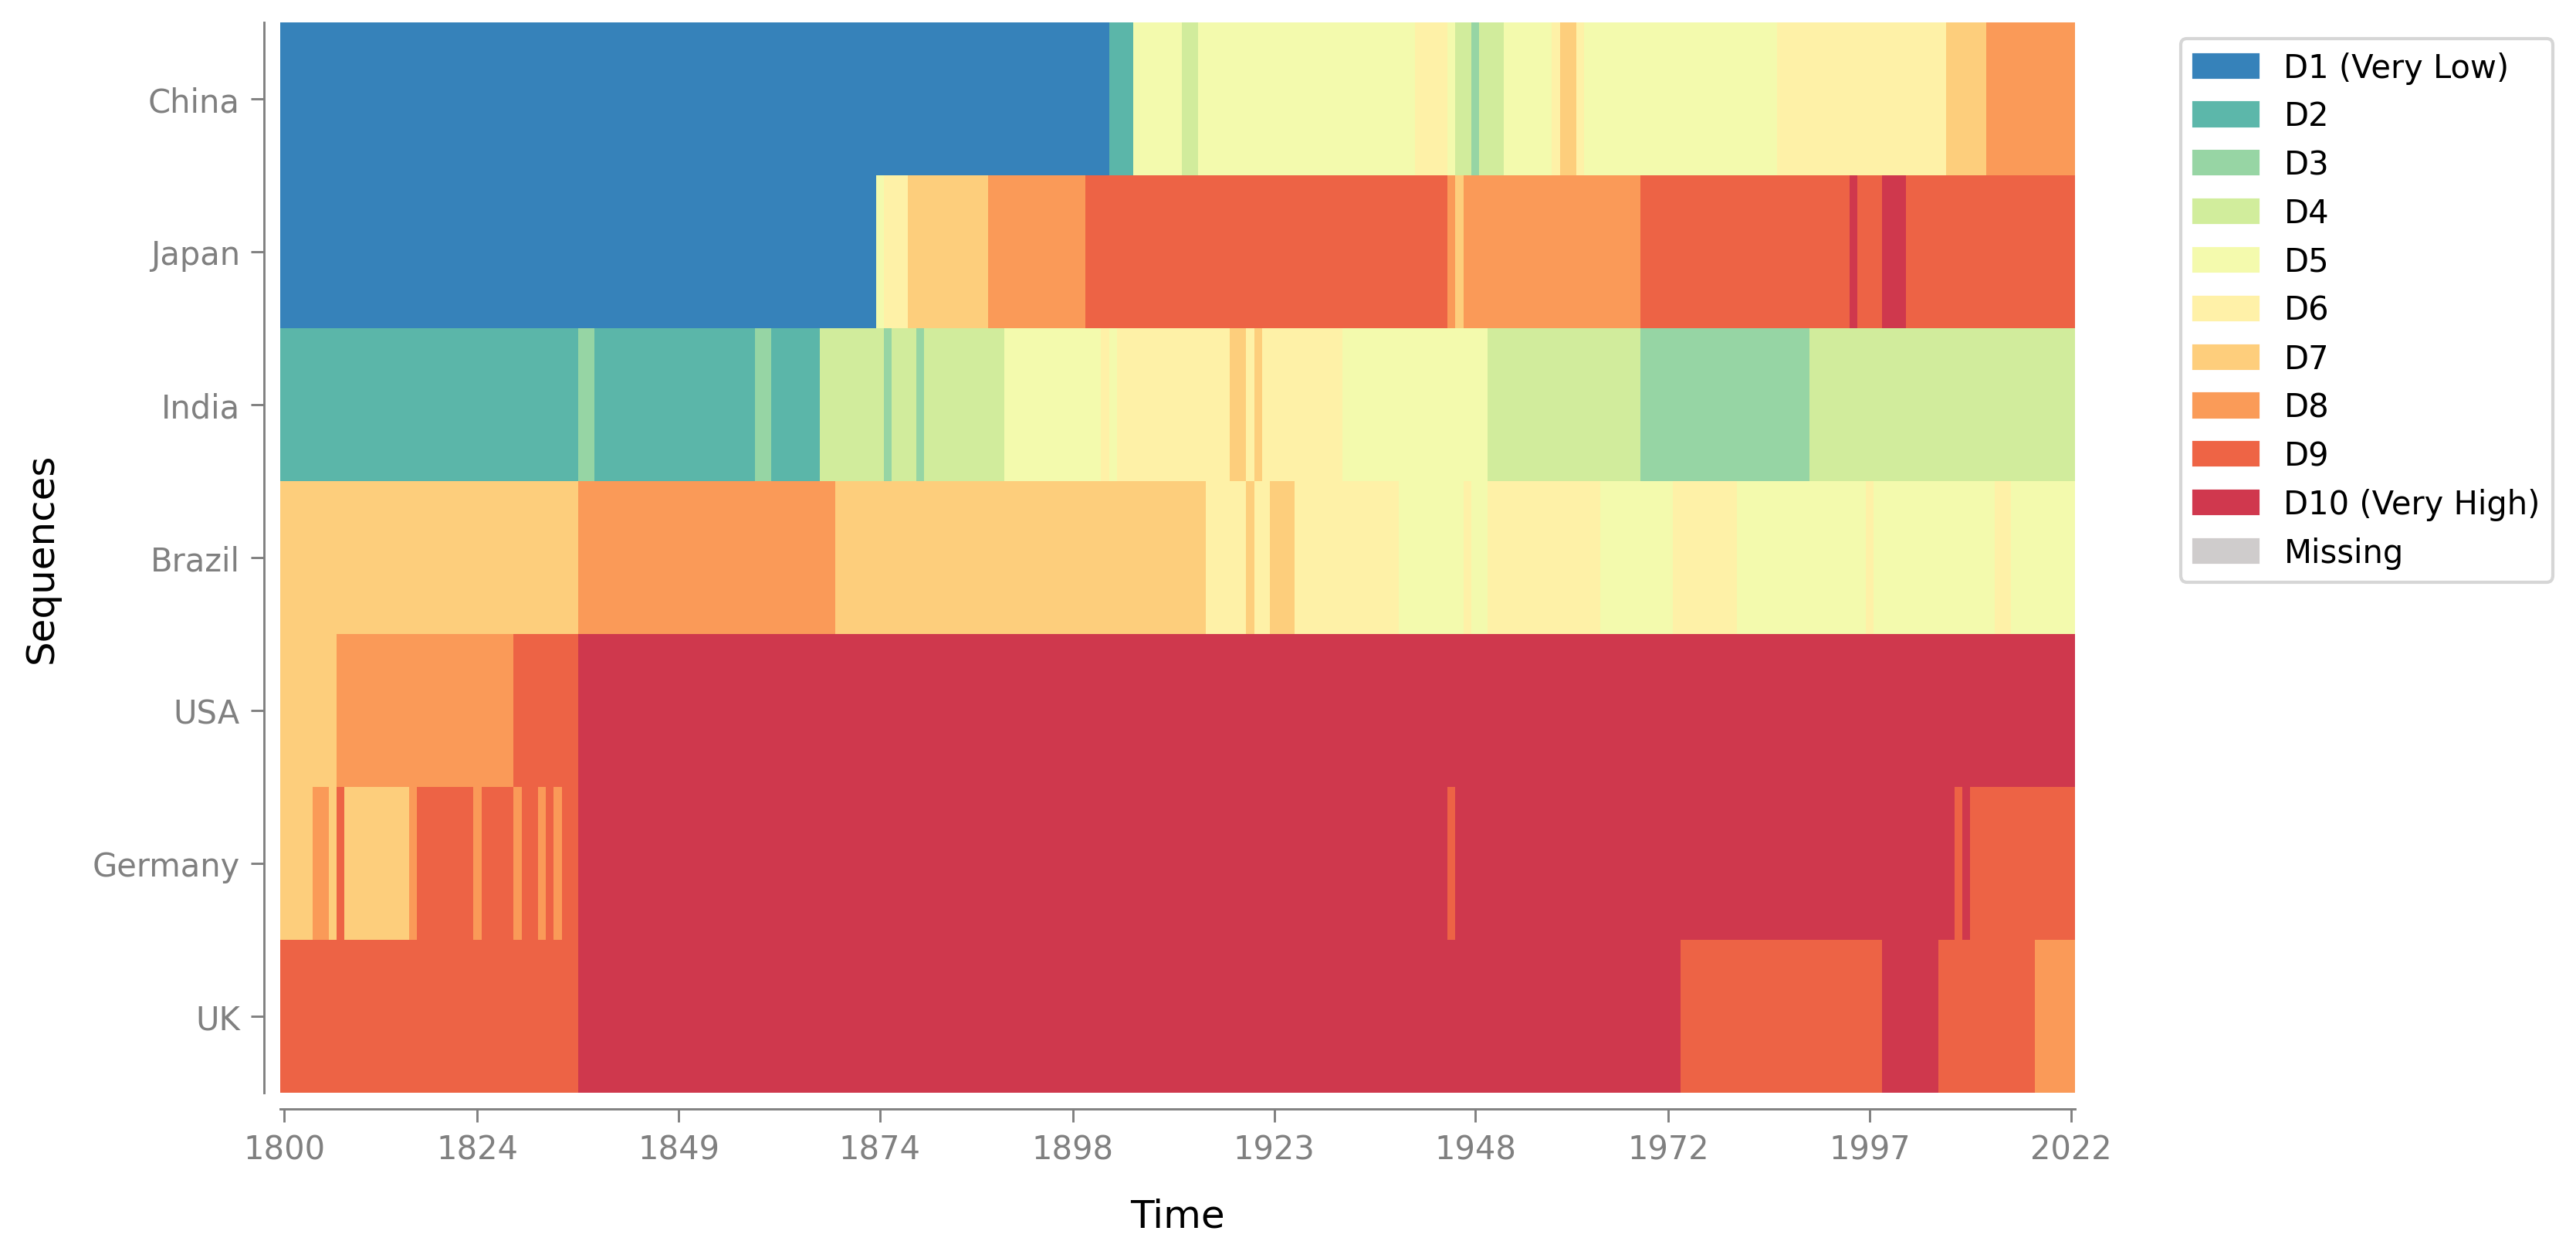 China
Japan
India
Brazil
USA
Germany
UK
Sequences
1800 1824 1849 1874 1898 1923 1948 1972 1997 2022
Time
D1 (Very Low)
D2
D3
D4
D5
D6
D7
D8
D9
D10 (Very High)
Missing